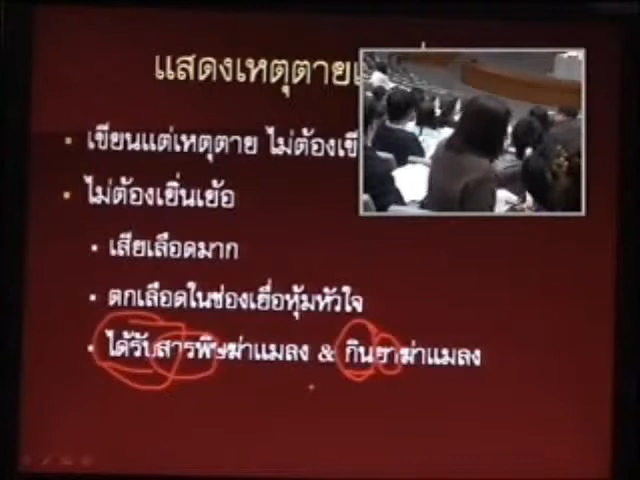 แสดงเหตุตาย
• เขียนแต่เหตุตาย ไม่ต้อง
• ไม่ต้องเยิ่นเย้อ
• เสียเลือดมาก
• ตกเลือดในช่องเยื่อหุ้มหัวใจ
• ได้รับสารพิษฆ่าแมลง & กินยาฆ่าแมลง